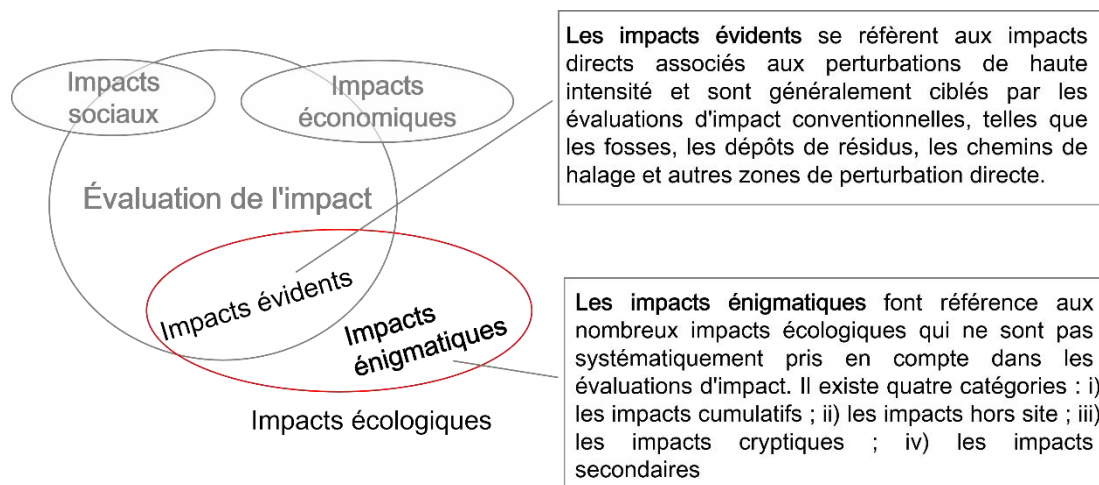 Impacts
sociaux
Impacts
économiques
Évaluation de l'impact
Impacts évidents
Impacts
énigmatiques
Impacts écologiques
Les impacts évidents se réfèrent aux impacts
directs associés aux perturbations de haute
intensité et sont généralement ciblés par les
évaluations d'impact conventionnelles, telles que
les fosses, les dépôts de résidus, les chemins de
halage et autres zones de perturbation directe.
Les impacts énigmatiques font référence aux
nombreux impacts écologiques qui ne sont pas
systématiquement pris en compte dans les
évaluations d'impact. Il existe quatre catégories : i)
les impacts cumulatifs ; ii) les impacts hors site ; iii)
les impacts cryptiques ; iv) les impacts
secondaires